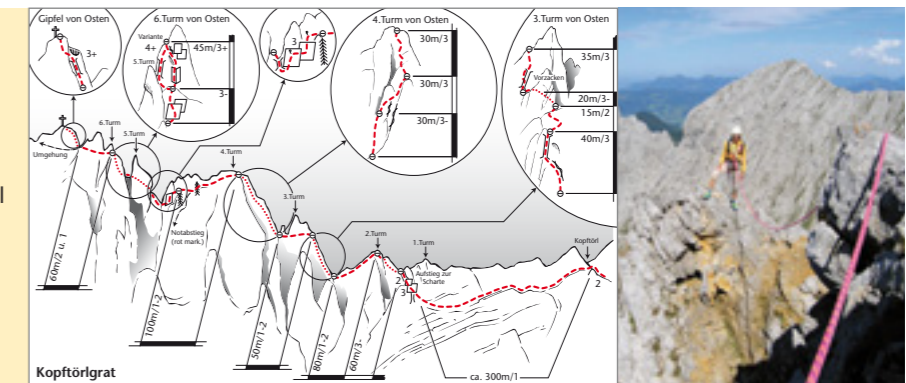 Gipfel von Osten
3+
6.Turm von Osten
Variante
4+
45m/3+
5.Turm
3-
3
4.Turm von Osten
30m/3
30m/3
30m/3-
3.Turm von Osten
35m/3
Vorzacken
20m/3-
15m/2
40m/3
Umgehung
6.Turm
5.Turm
4.Turm
3.Turm
2.Turm
1.Turm
Kopftörl
Notabstieg
(rot mark.)
Aufstieg zur
Scharte
2
3
2
60m/2 u. 1
100m/1-2
50m/1-2
80m/1-2
60m/3-
ca. 300m/1
Kopftörlgrat
l